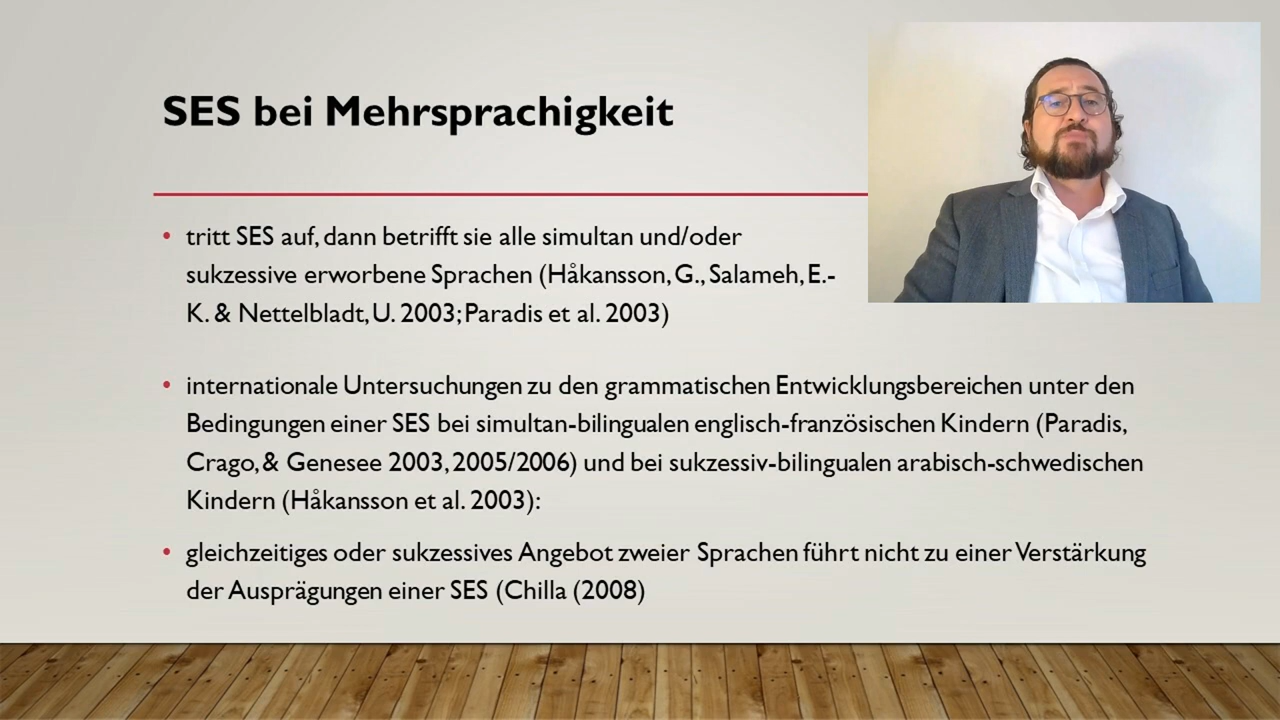 SES bei Mehrsprachigkeit
• tritt SES auf, dann betrifft sie alle simultan und/oder
sukzessive erworbene Sprachen (Håkansson, G., Salameh, E.-
K. & Nettelbladt, U. 2003; Paradis et al. 2003)
• internationale Untersuchungen zu den grammatischen Entwicklungsbereichen unter den
Bedingungen einer SES bei simultan-bilingualen englisch-französischen Kindern (Paradis,
Crago, & Genesee 2003, 2005/2006) und bei sukzessiv-bilingualen arabisch-schwedischen
Kindern (Håkansson et al. 2003):
• gleichzeitiges oder sukzessives Angebot zweier Sprachen führt nicht zu einer Verstärkung
der Ausprägungen einer SES (Chilla (2008)